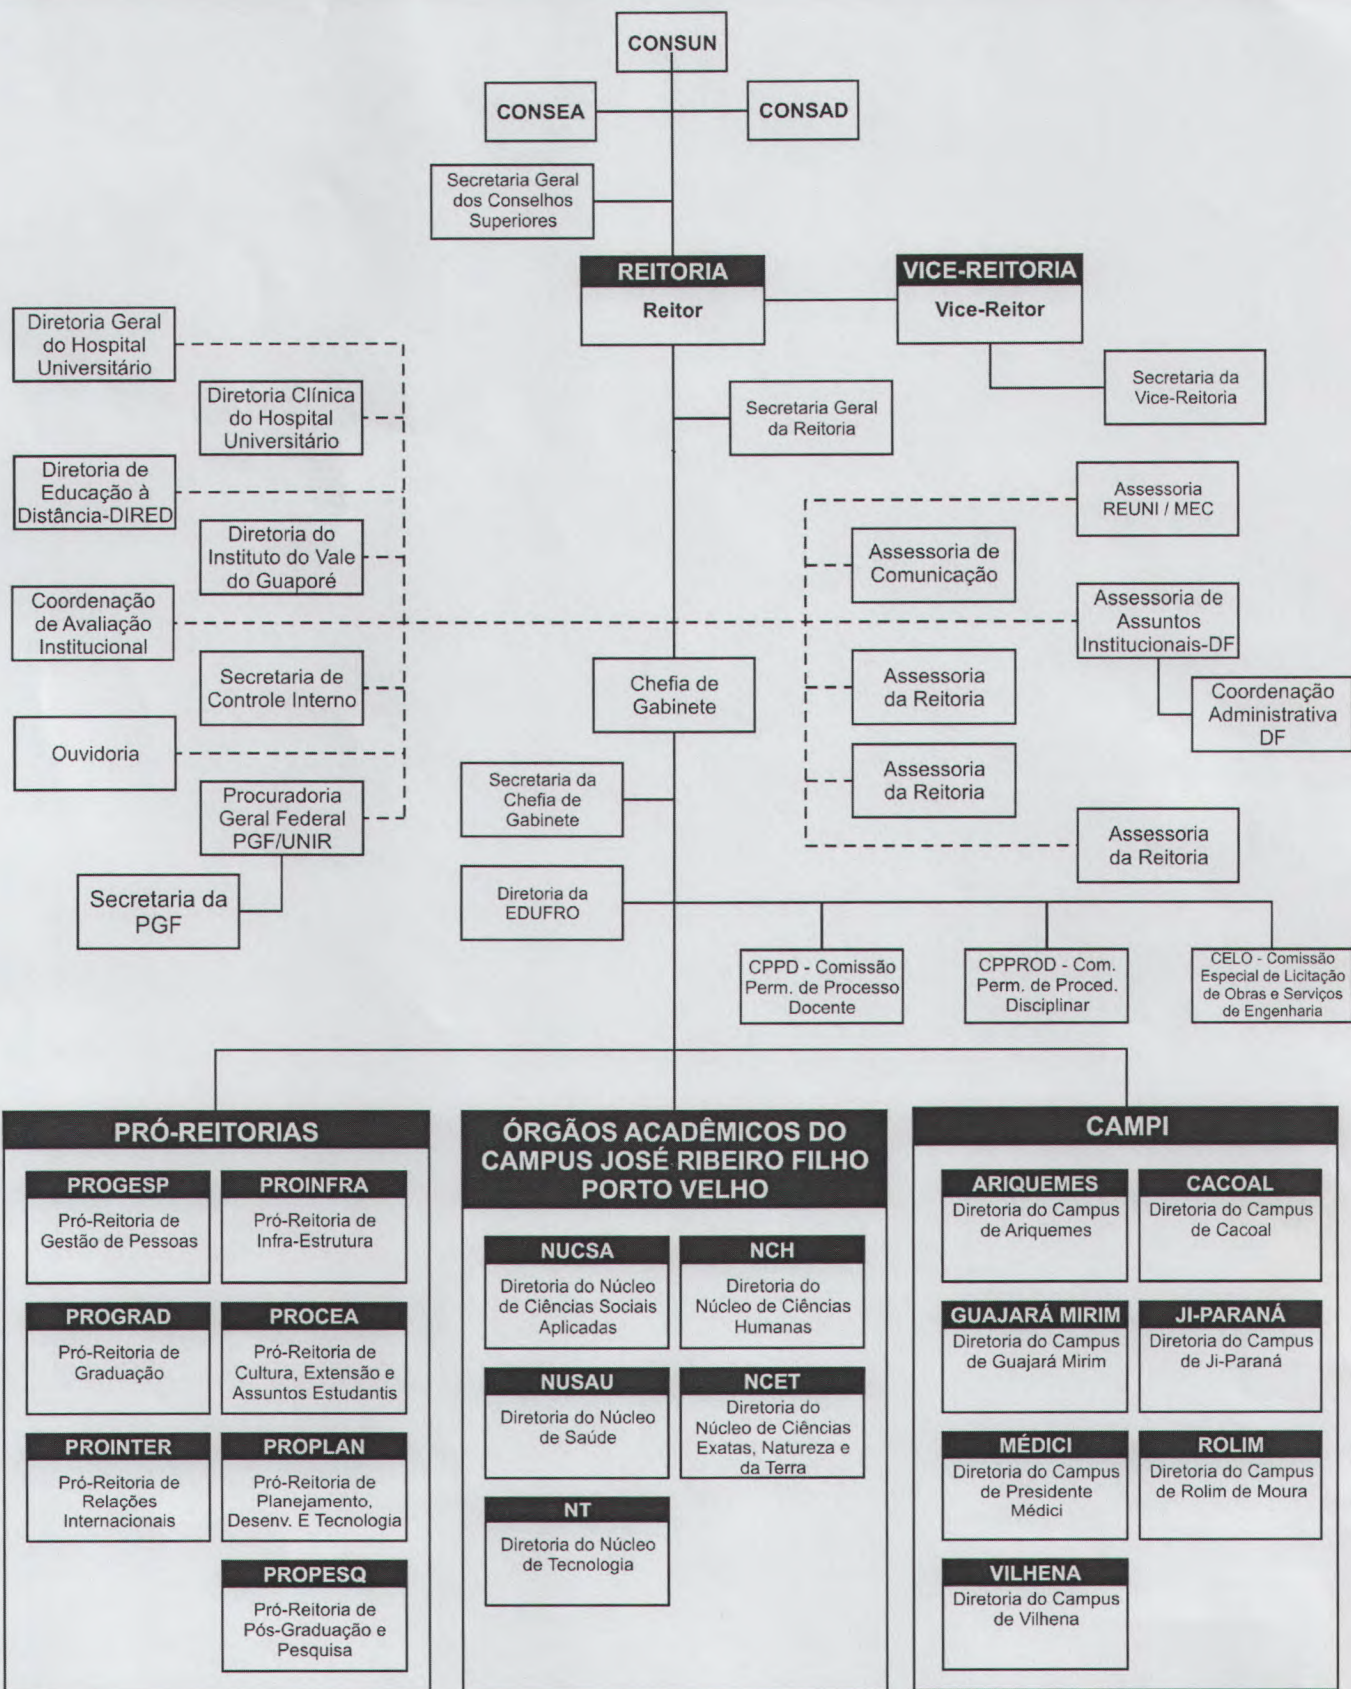 CONSUN
CONSEA
CONSAD
Secretaria Geral
dos Conselhos
Superiores
REITORIA
Reitor
VICE-REITORIA
Vice-Reitor
Secretaria da
Vice-Reitoria
Secretaria Geral
da Reitoria
Diretoria Geral
do Hospital
Universitário
Diretoria Clínica
do Hospital
Universitário
Diretoria de
Educação à
Distância-DIRED
Diretoria do
Instituto do Vale
do Guaporé
Coordenação
de Avaliação
Institucional
Secretaria de
Controle Interno
Ouvidoria
Procuradoria
Geral Federal
PGF/UNIR
Secretaria da
PGF
Assessoria
REUNI / MEC
Assessoria de
Comunicação
Assessoria de
Assuntos
Institucionais-DF
Assessoria
da Reitoria
Coordenação
Administrativa
DF
Assessoria
da Reitoria
Assessoria
da Reitoria
Chefia de
Gabinete
Secretaria da
Chefia de
Gabinete
Diretoria da
EDUFRO
CPPD - Comissão
Perm. de Processo
Docente
CPPROD - Com.
Perm. de Proced.
Disciplinar
CELO - Comissão
Especial de Licitação
de Obras e Serviços
de Engenharia
PRÓ-REITORIAS
PROGESP
Pró-Reitoria de
Gestão de Pessoas
PROINFRA
Pró-Reitoria de
Infra-Estrutura
PROGRAD
Pró-Reitoria de
Graduação
PROCEA
Pró-Reitoria de
Cultura, Extensão e
Assuntos Estudantis
PROINTER
Pró-Reitoria de
Relações
Internacionais
PROPLAN
Pró-Reitoria de
Planejamento,
Desenv. E Tecnologia
PROPESQ
Pró-Reitoria de
Pós-Graduação e
Pesquisa
ÓRGÃOS ACADÊMICOS DO
CAMPUS JOSÉ RIBEIRO FILHO
PORTO VELHO
NUCSA
Diretoria do Núcleo
de Ciências Sociais
Aplicadas
NCH
Diretoria do
Núcleo de Ciências
Humanas
NUSAU
Diretoria do Núcleo
de Saúde
NCET
Diretoria do
Núcleo de Ciências
Exatas, Natureza e
da Terra
NT
Diretoria do Núcleo
de Tecnologia
CAMPI
ARIQUEMES
Diretoria do Campus
de Ariquemes
CACOAL
Diretoria do Campus
de Cacoal
GUAJARÁ MIRIM
Diretoria do Campus
de Guajará Mirim
JI-PARANÁ
Diretoria do Campus
de Ji-Paraná
MÉDICI
Diretoria do Campus
de Presidente
Médici
ROLIM
Diretoria do Campus
de Rolim de Moura
VILHENA
Diretoria do Campus
de Vilhena